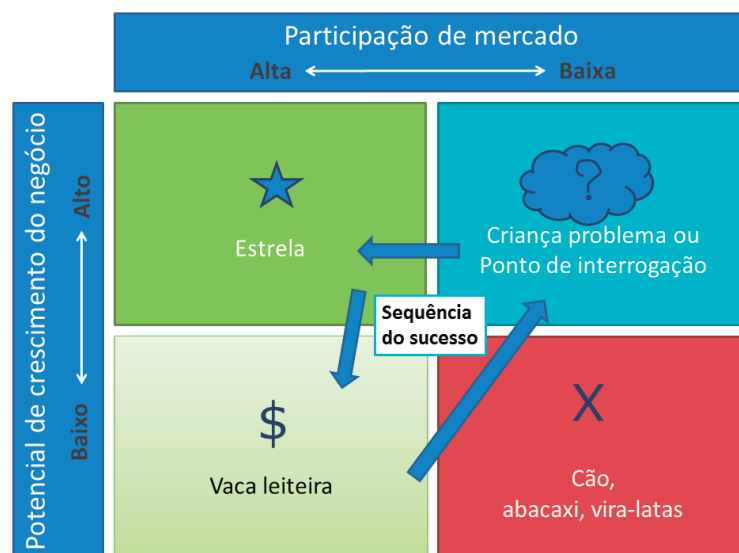 Participação de mercado
Alta Baixa
Potencial de crescimento do negócio
Alto
Baixo
Estrela
?
Criança problema ou
Ponto de interrogação
Sequência
do sucesso
$
Vaca leiteira
X
Cão,
abacaxi, vira-latas